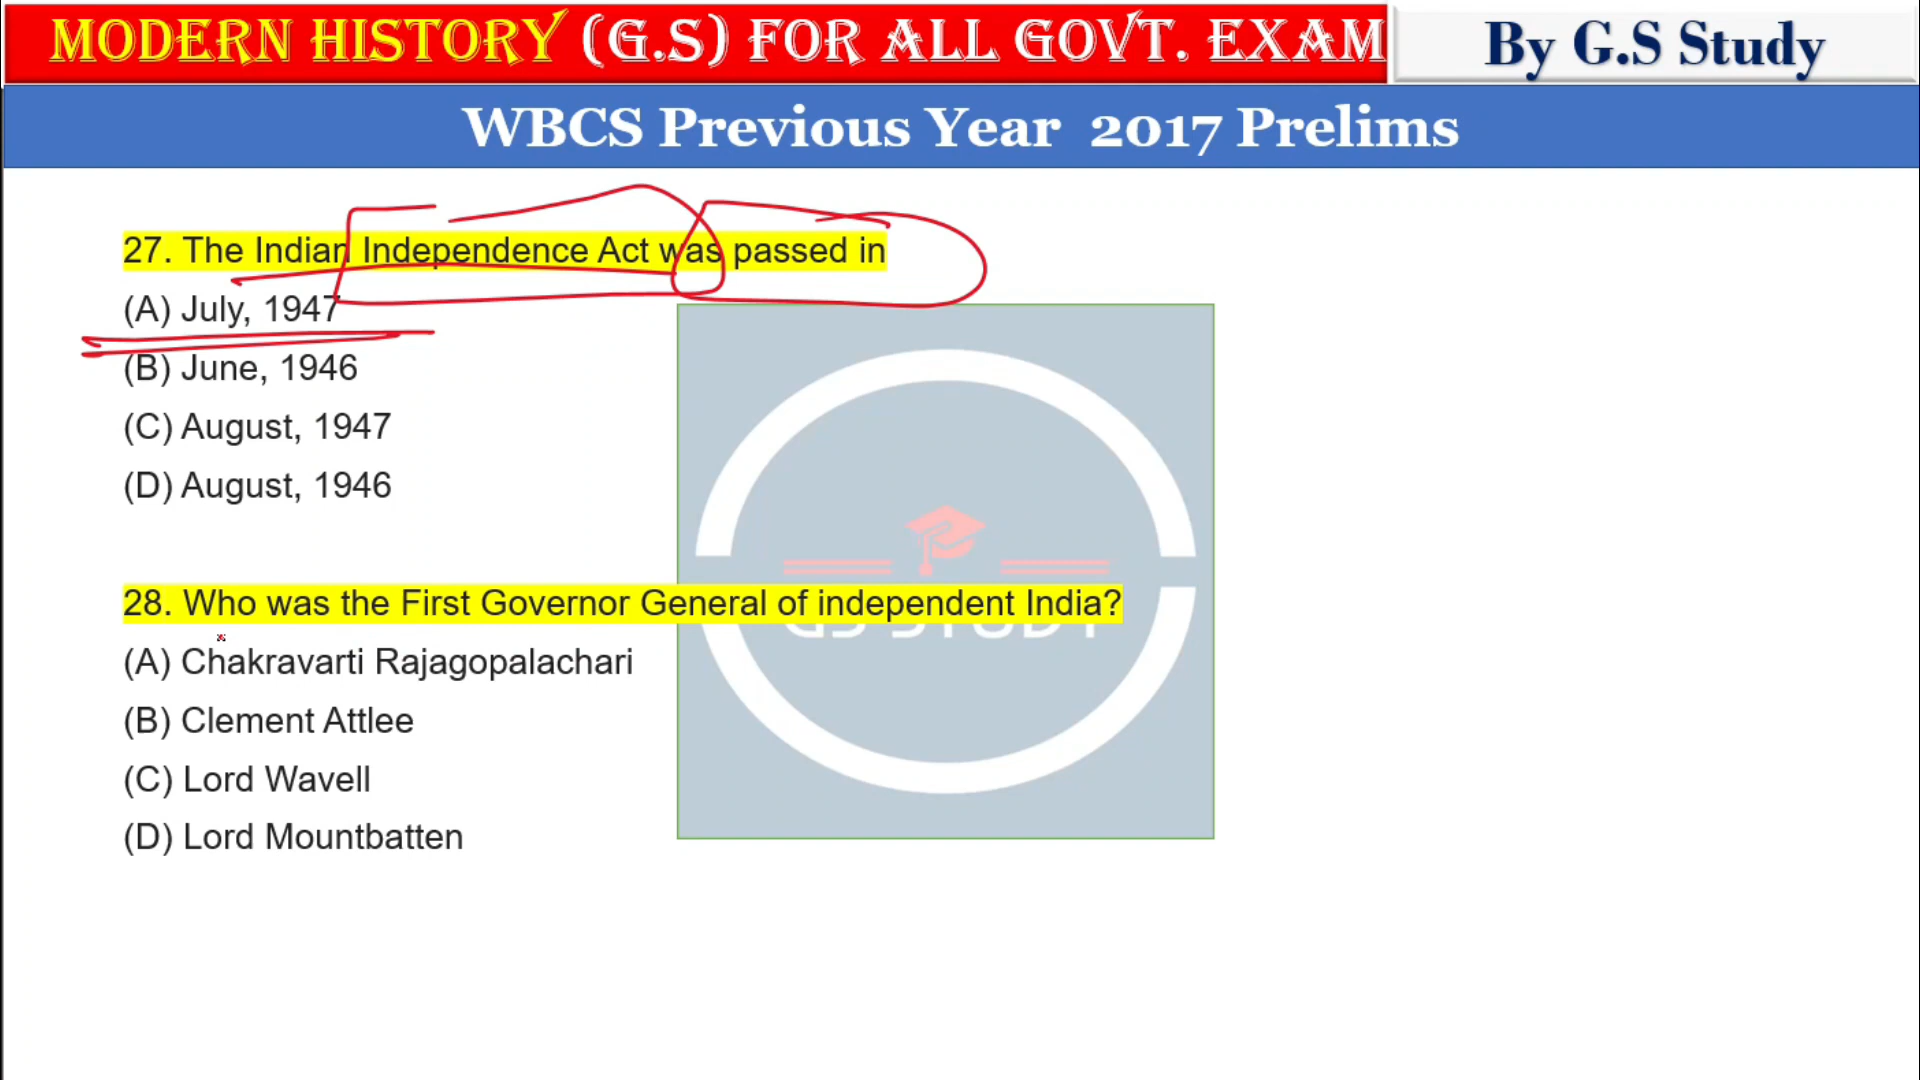 MODERN HISTORY (G.S) FOR ALL GOVT. EXAM
By G.S Study
WBCS Previous Year 2017 Prelims
27. The Indian Independence Act was passed in
(A) July, 1947
(B) June, 1946
(C) August, 1947
(D) August, 1946
28. Who was the First Governor General of independent India?
GS STUDY
(A) Chakravarti Rajagopalachari
(B) Clement Attlee
(C) Lord Wavell
(D) Lord Mountbatten